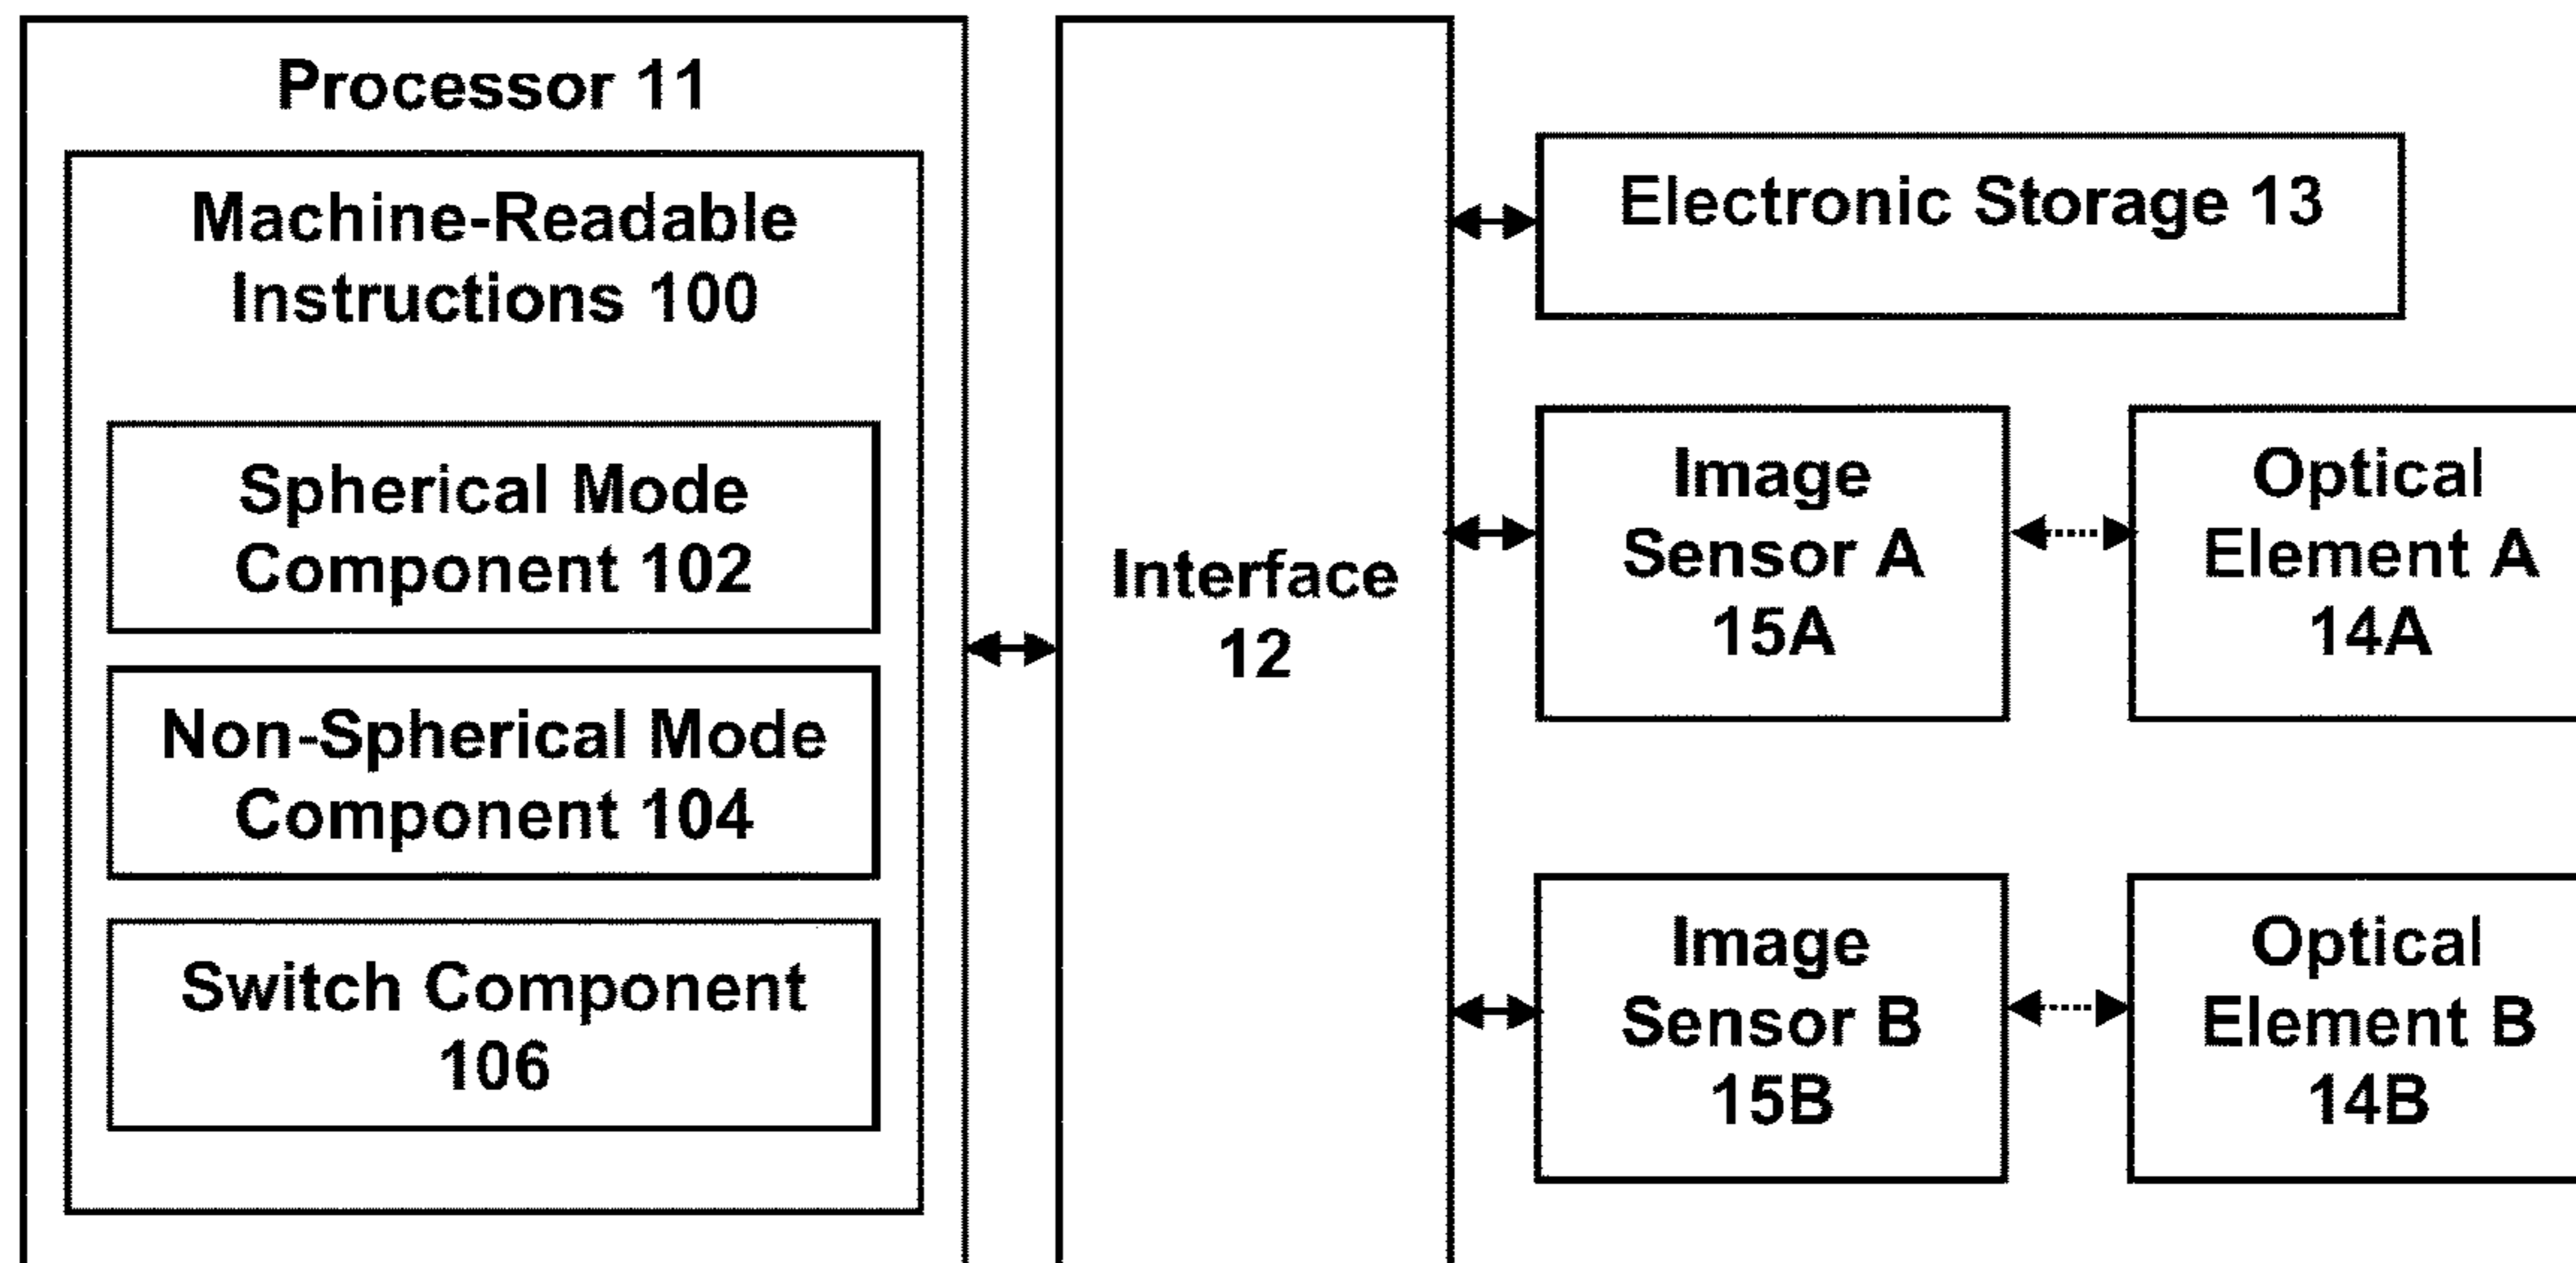 Processor 11
Machine-Readable
Instructions 100
Spherical Mode
Component 102
Non-Spherical Mode
Component 104
Switch Component
106
Interface
12
Electronic Storage 13
Image
Sensor A
15A
Optical
Element A
14A
Image
Sensor B
15B
Optical
Element B
14B